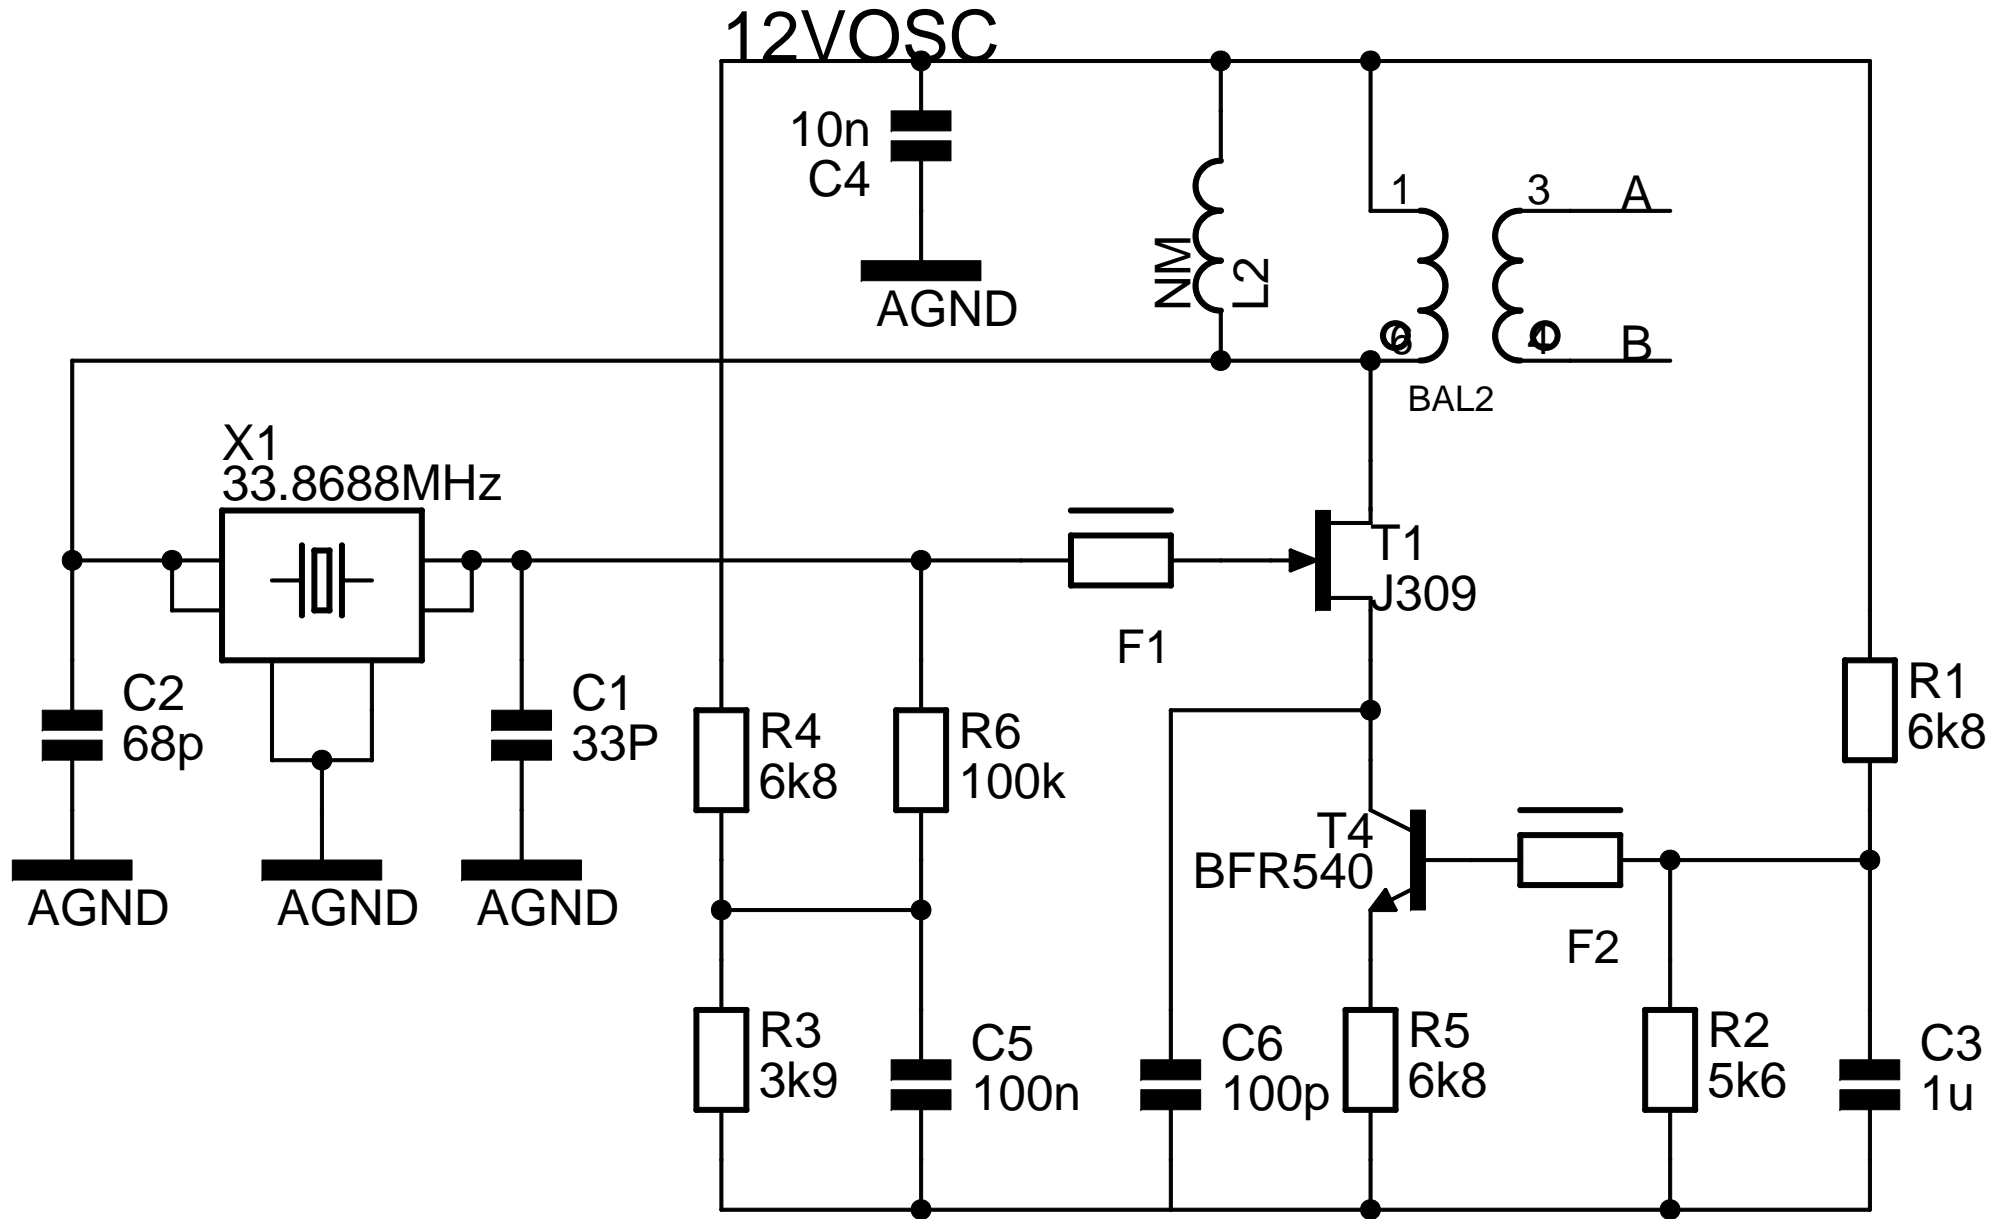 12VOSC
10n
C4
AGND
NM
L2
1
3
A
6
4
B
BAL2
X1
33.8688MHz
T1
J309
F1
C2
68p
C1
33P
R4
6k8
R6
100k
R1
6k8
T4
BFR540
F2
AGND
AGND
AGND
R3
3k9
C5
100n
C6
100p
R5
6k8
R2
5k6
C3
1u